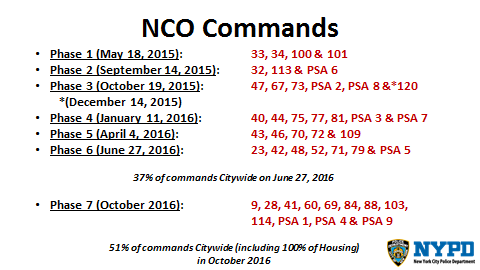 NCO Commands
• Phase 1 (May 18, 2015): 33, 34, 100 & 101
• Phase 2 (September 14, 2015): 32, 113 & PSA 6
• Phase 3 (October 19, 2015): 47, 67, 73, PSA 2, PSA 8 &*120
*(December 14, 2015)
• Phase 4 (January 11, 2016): 40, 44, 75, 77, 81, PSA 3 & PSA 7
• Phase 5 (April 4, 2016): 43, 46, 70, 72 & 109
• Phase 6 (June 27, 2016): 23, 42, 48, 52, 71, 79 & PSA 5
37% of commands Citywide on June 27, 2016
• Phase 7 (October 2016): 9, 28, 41, 60, 69, 84, 88, 103,
114, PSA 1, PSA 4 & PSA 9
51% of commands Citywide (including 100% of Housing)
in October 2016
NYPD
New York City Police Department